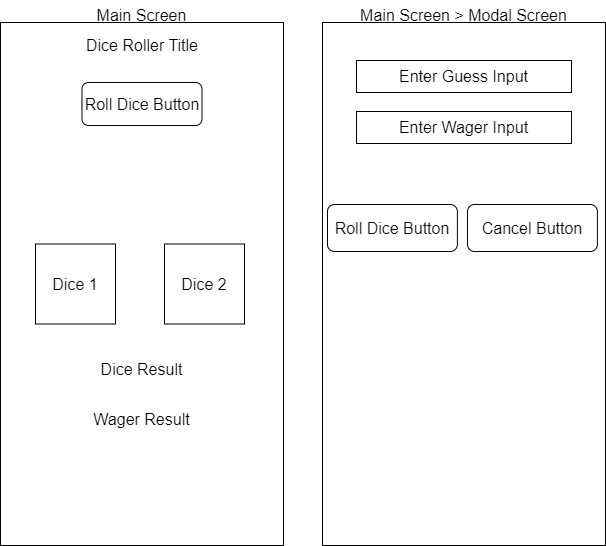 Main Screen
Dice Roller Title
Roll Dice Button
Dice 1
Dice 2
Dice Result
Wager Result
Main Screen > Modal Screen
Enter Guess Input
Enter Wager Input
Roll Dice Button
Cancel Button